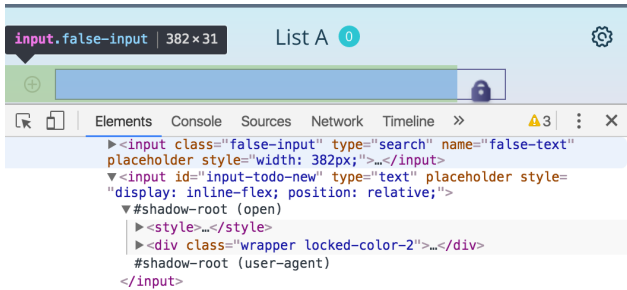 input.false-input | 382×31
List A 0
Elements Console Sources Network Timeline » 3
▶<input class="false-input" type="search" name="false-text"
placeholder style="width: 382px;">…</input>
▼<input id="input-todo-new" type="text" placeholder style=
"display: inline-flex; position: relative;">
▼#shadow-root (open)
▶<style>…</style>
▶<div class="wrapper locked-color-2">…</div>
#shadow-root (user-agent)
</input>